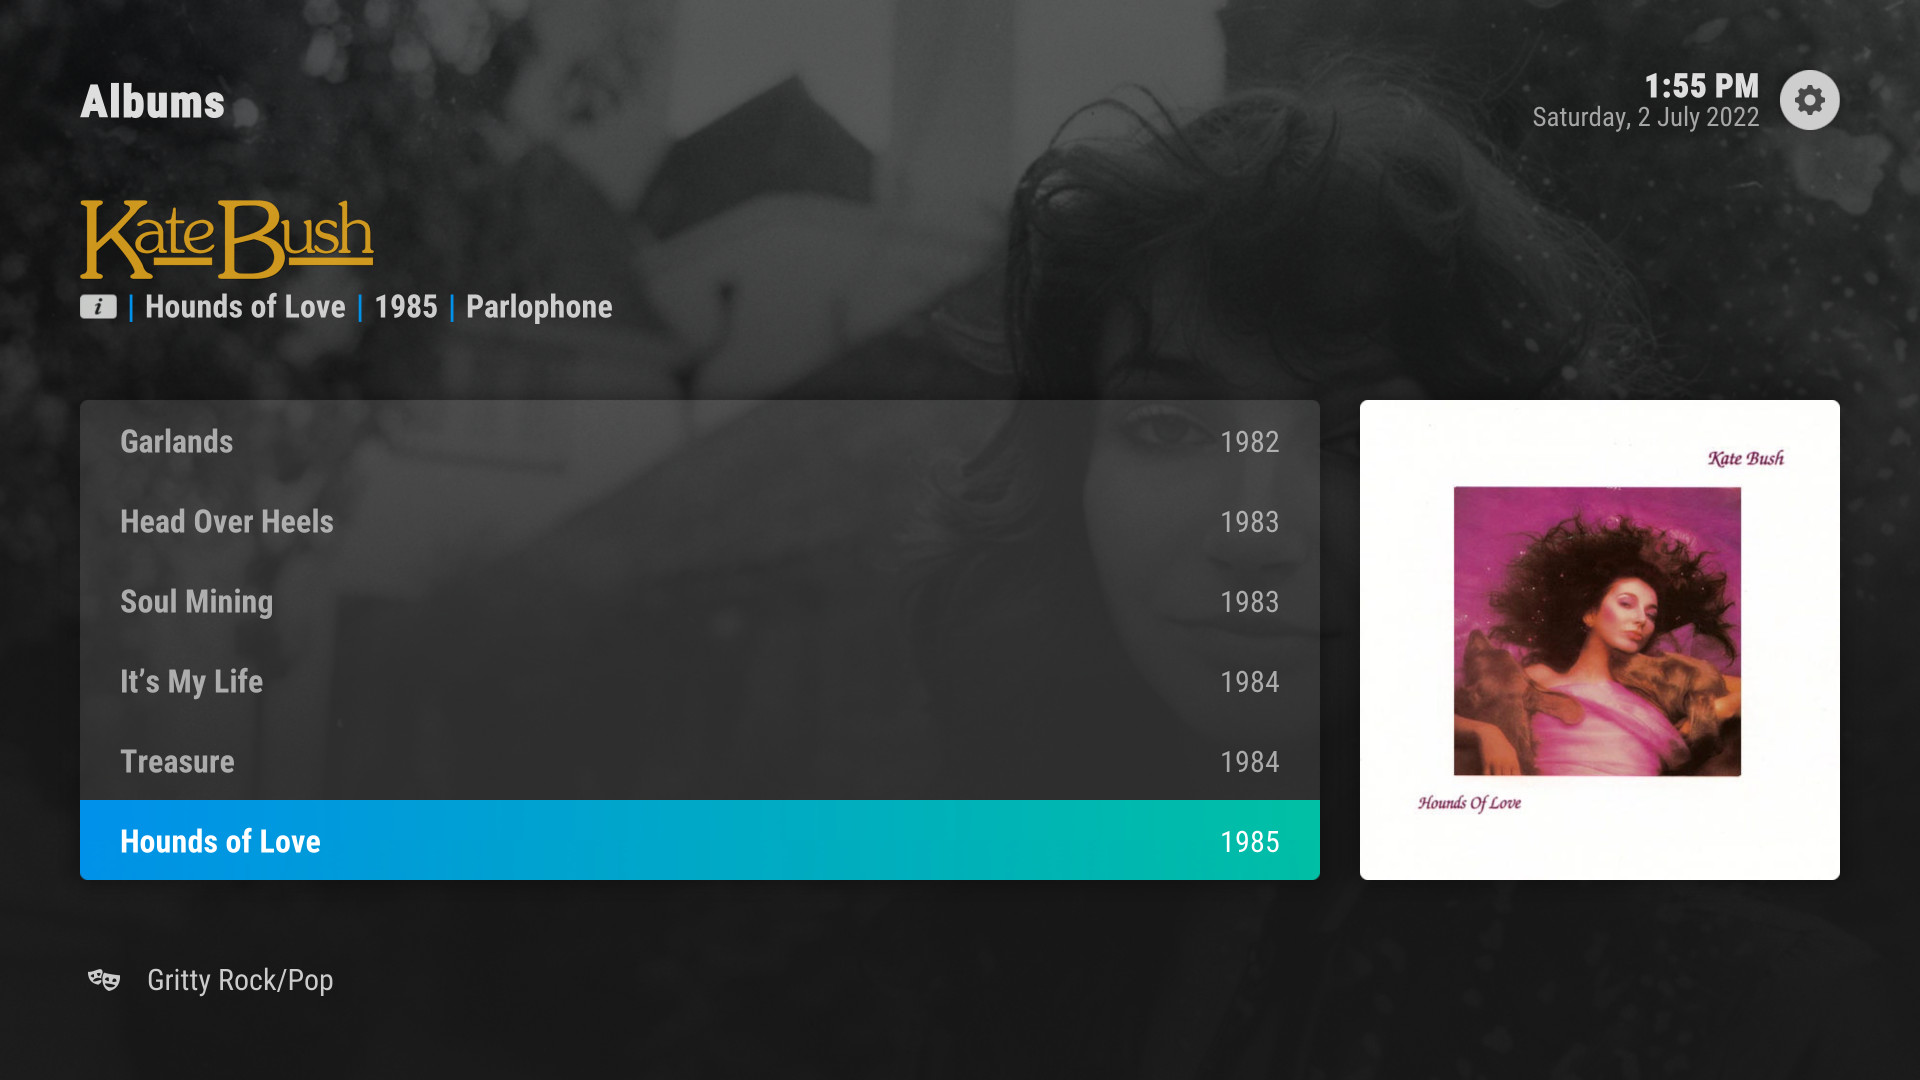 Albums
1:55 PM
Saturday, 2 July 2022
Kate Bush
i | Hounds of Love | 1985 | Parlophone
Garlands 1982
Head Over Heels 1983
Soul Mining 1983
It’s My Life 1984
Treasure 1984
Hounds of Love 1985
Kate Bush
Hounds Of Love
Gritty Rock/Pop